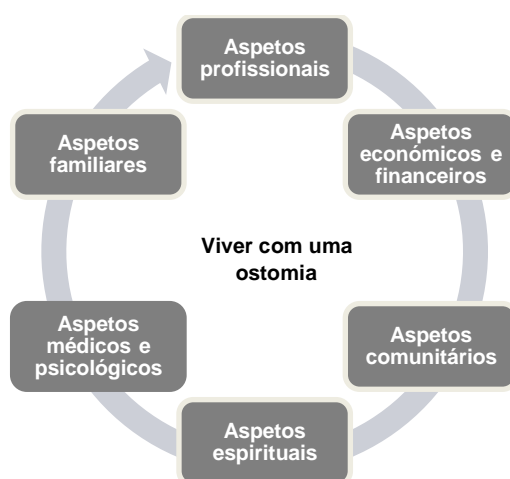 Aspetos
profissionais
Aspetos
económicos e
financeiros
Aspetos
comunitários
Aspetos
espirituais
Aspetos
médicos e
psicológicos
Aspetos
familiares
Viver com uma
ostomia